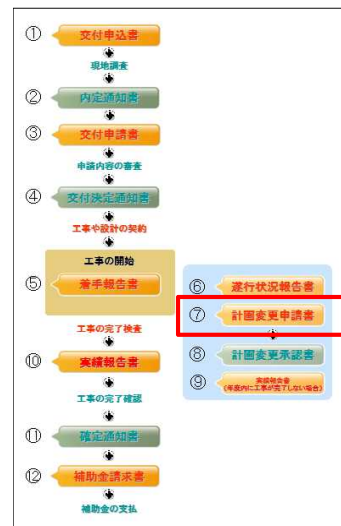 ① 交付申込書
現地調査
② 内定通知書
③ 交付申請書
申請内容の審査
④ 交付決定通知書
工事や設計の契約
工事の開始
⑤ 着手報告書
工事の完了検査
⑩ 実績報告書
工事の完了確認
⑪ 確定通知書
⑫ 補助金請求書
補助金の支払
⑥ 遂行状況報告書
⑦ 計画変更申請書
⑧ 計画変更承認書
⑨ 実績報告書
(年度内に工事が完了しない場合)